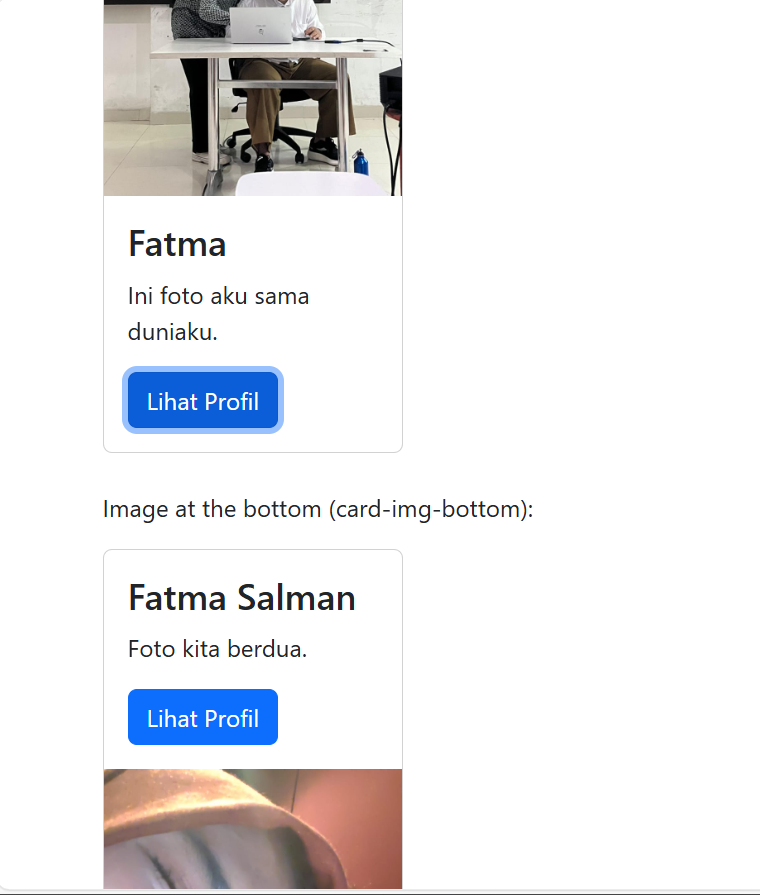 Fatma
Ini foto aku sama
duniaku.
Lihat Profil
Image at the bottom (card-img-bottom):
Fatma Salman
Foto kita berdua.
Lihat Profil